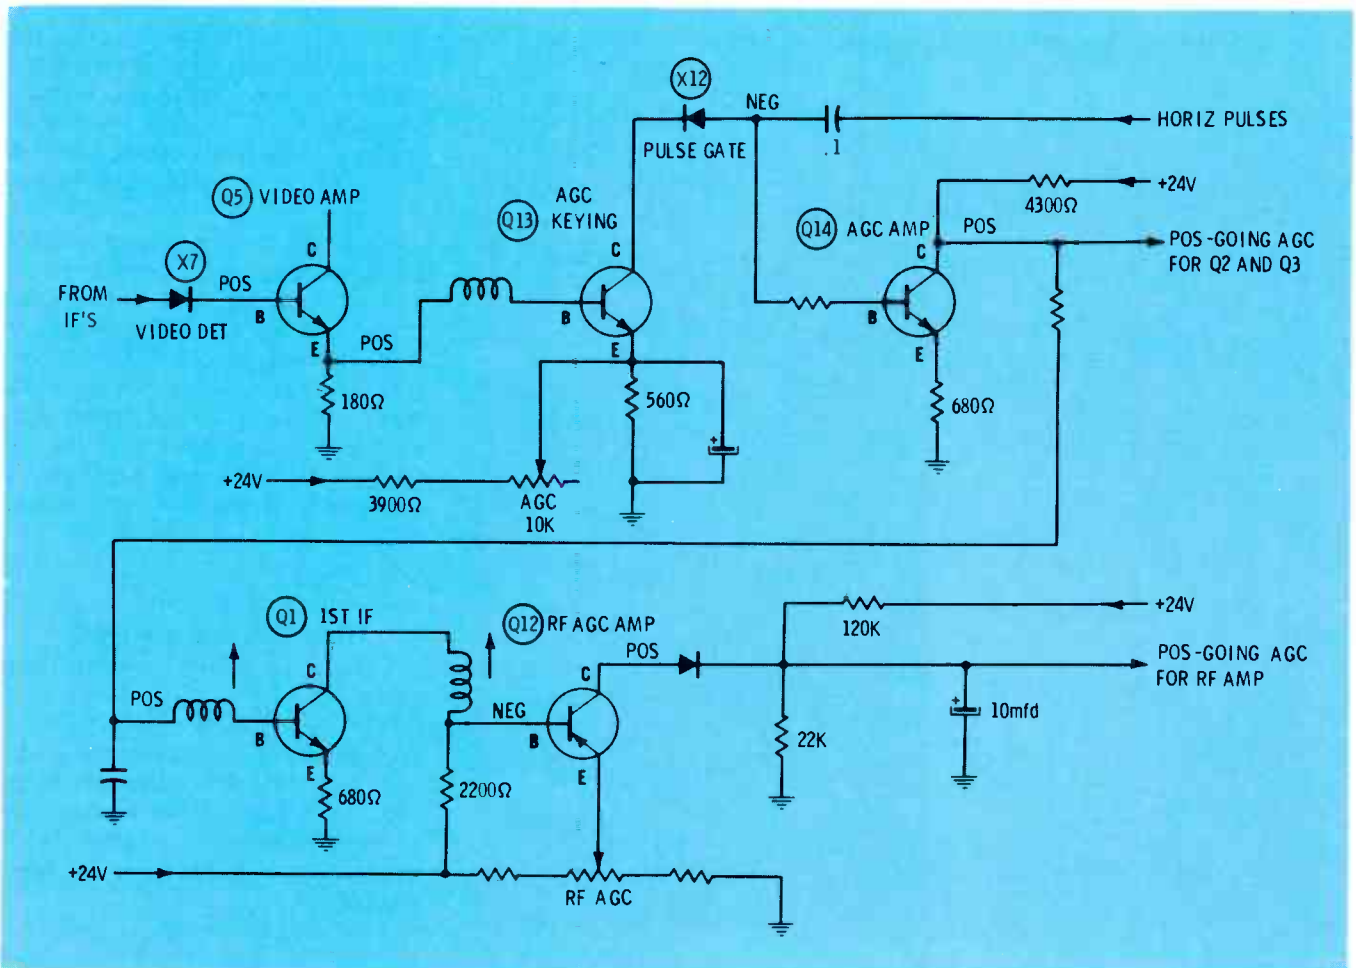 X12
NEG
HORIZ PULSES
PULSE GATE
.1
Q5 VIDEO AMP
AGC
KEYING
Q13
C
+24V
4300Ω
Q14 AGC AMP
POS
C
POS-GOING AGC
FOR Q2 AND Q3
X7
C
POS
FROM
IF'S
VIDEO DET
B
E
POS
B
E
B
E
180Ω
560Ω
+
680Ω
+24V
3900Ω
AGC
10K
Q1 1ST IF
Q12 RF AGC AMP
+24V
120K
C
POS
C
POS-GOING AGC
FOR RF AMP
POS
NEG
+
10mfd
B
B
22K
E
E
680Ω
2200Ω
+24V
RF AGC